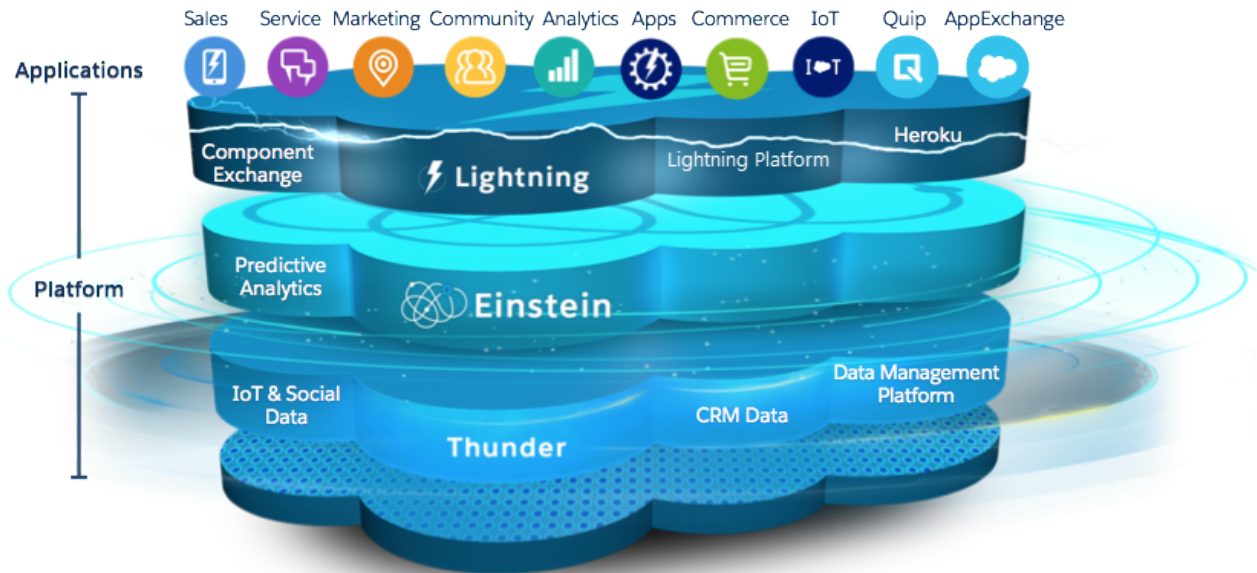 Sales Service Marketing Community Analytics Apps Commerce IoT Quip AppExchange
Applications
I T
Component
Exchange
Lightning
Lightning Platform
Heroku
Platform
Predictive
Analytics
Einstein
IoT & Social
Data
Thunder
CRM Data
Data Management
Platform